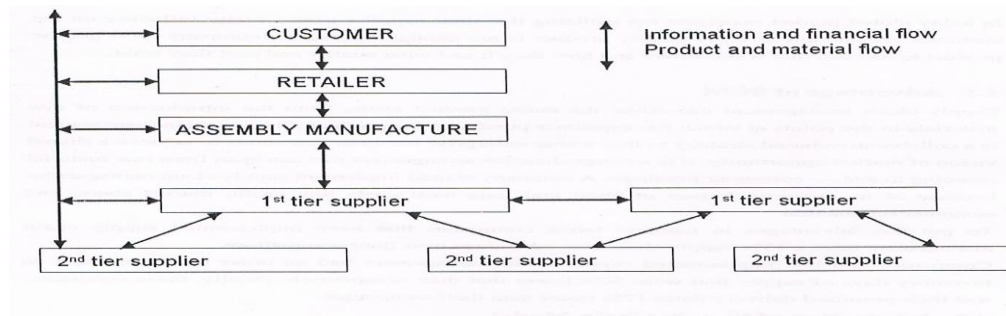 CUSTOMER
Information and financial flow
Product and material flow
RETAILER
ASSEMBLY MANUFACTURE
1st tier supplier
1st tier supplier
2nd tier supplier
2nd tier supplier
2nd tier supplier